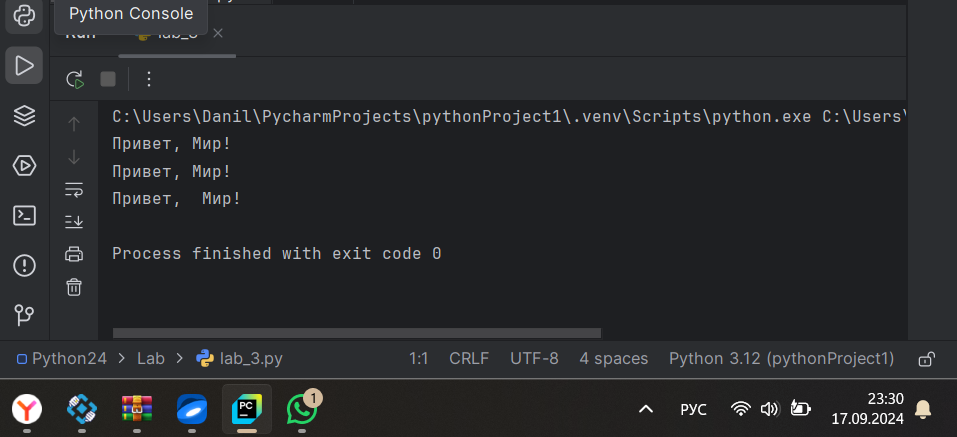 Python Console
Run
lab_3
C:\Users\Danil\PycharmProjects\pythonProject1\.venv\Scripts\python.exe C:\Users\
Привет, Мир!
Привет, Мир!
Привет,  Мир!
Process finished with exit code 0
Python24 > Lab > lab_3.py 1:1 CRLF UTF-8 4 spaces Python 3.12 (pythonProject1)
Y
PC
1
РУС
23:30
17.09.2024